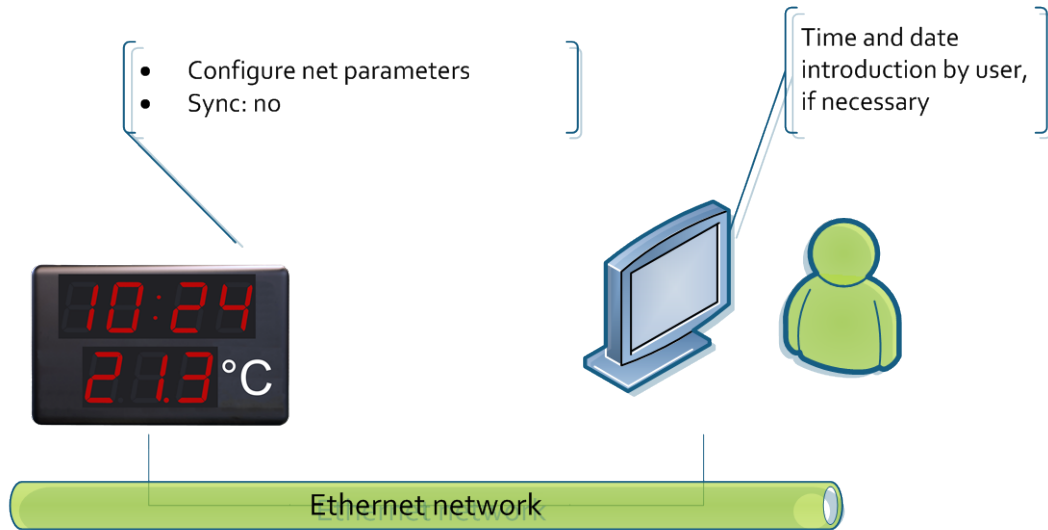 Configure net parameters
Sync: no
Time and date
introduction by user,
if necessary
10:24
21.3 °C
Ethernet network